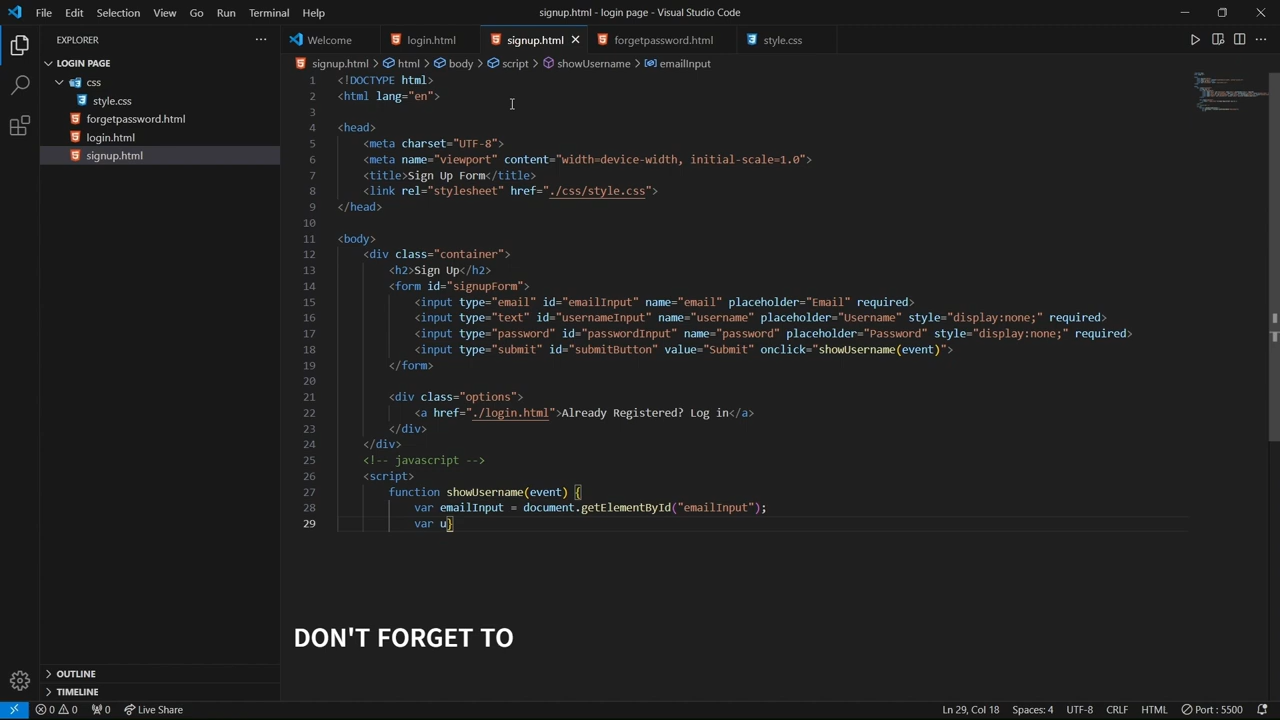 File Edit Selection View Go Run Terminal Help
signup.html - login page - Visual Studio Code
EXPLORER
LOGIN PAGE
css
style.css
forgetpassword.html
login.html
signup.html
OUTLINE
TIMELINE
Welcome login.html signup.html forgetpassword.html style.css
signup.html > html > body > script > showUsername > emailInput
1 <!DOCTYPE html>
2 <html lang="en">
3
4 <head>
5 <meta charset="UTF-8">
6 <meta name="viewport" content="width=device-width, initial-scale=1.0">
7 <title>Sign Up Form</title>
8 <link rel="stylesheet" href="./css/style.css">
9 </head>
10
11 <body>
12 <div class="container">
13 <h2>Sign Up</h2>
14 <form id="signupForm">
15 <input type="email" id="emailInput" name="email" placeholder="Email" required>
16 <input type="text" id="usernameInput" name="username" placeholder="Username" style="display:none;" required>
17 <input type="password" id="passwordInput" name="password" placeholder="Password" style="display:none;" required>
18 <input type="submit" id="submitButton" value="Submit" onclick="showUsername(event)">
19 </form>
20
21 <div class="options">
22 <a href="./login.html">Already Registered? Log in</a>
23 </div>
24 </div>
25 <!-- javascript -->
26 <script>
27 function showUsername(event) {
28 var emailInput = document.getElementById("emailInput");
29 var u}
DON'T FORGET TO
0 0 0 Live Share Ln 29, Col 18 Spaces: 4 UTF-8 CRLF HTML Port : 5500